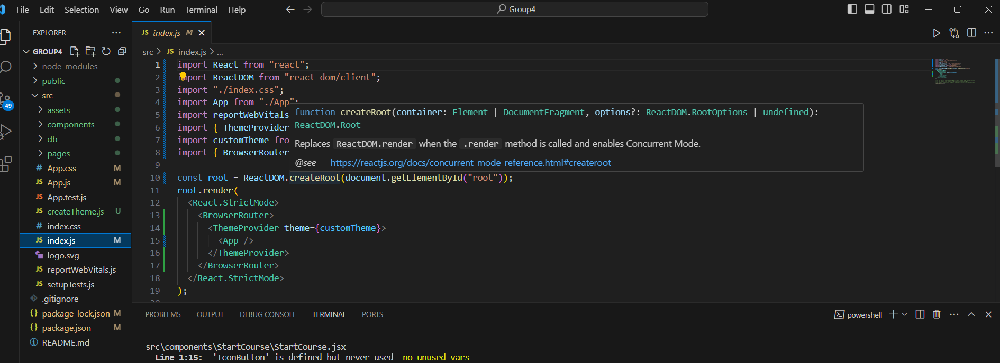 File Edit Selection View Go Run Terminal Help
Group4
EXPLORER
GROUP4
node_modules
public
src
assets
components
db
pages
# App.css M
JS App.js M
JS App.test.js
JS createTheme.js U
# index.css
JS index.js M
logo.svg
JS reportWebVitals.js
JS setupTests.js
.gitignore
{} package-lock.json M
{} package.json M
README.md
49
JS index.js M
src > JS index.js > ...
1 import React from "react";
2 import ReactDOM from "react-dom/client";
3 import "./index.css";
4 import App from "./App";
5 import reportWebVitals
6 import { ThemeProvider
7 import customTheme fro
8 import { BrowserRouter
9
function createRoot(container: Element | DocumentFragment, options?: ReactDOM.RootOptions | undefined):
ReactDOM.Root
Replaces ReactDOM.render when the .render method is called and enables Concurrent Mode.
@see — https://reactjs.org/docs/concurrent-mode-reference.html#createroot
10 const root = ReactDOM.createRoot(document.getElementById("root"));
11 root.render(
12 <React.StrictMode>
13 <BrowserRouter>
14 <ThemeProvider theme={customTheme}>
15 <App />
16 </ThemeProvider>
17 </BrowserRouter>
18 </React.StrictMode>
19 );
PROBLEMS OUTPUT DEBUG CONSOLE TERMINAL PORTS
powershell
src\components\StartCourse\StartCourse.jsx
Line 1:15: 'IconButton' is defined but never used no-unused-vars